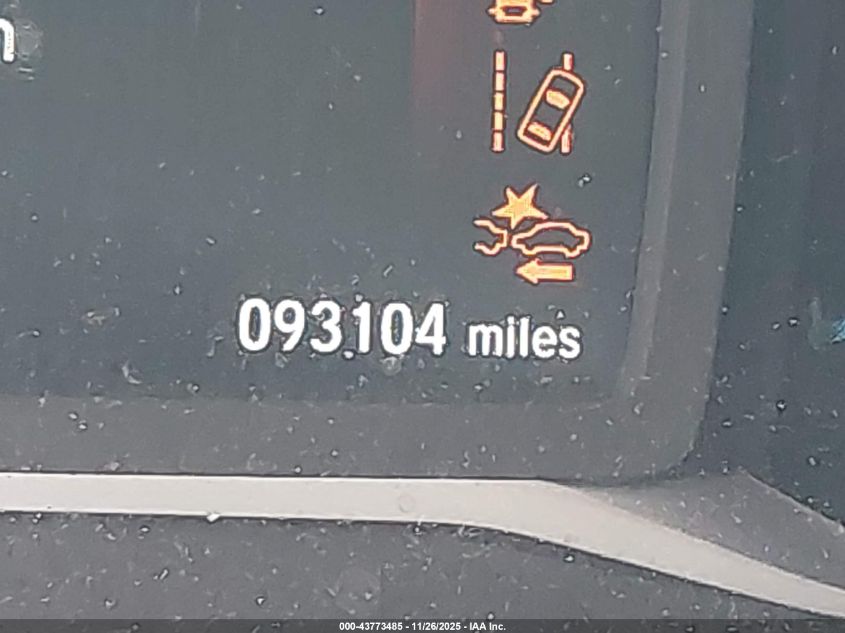 093104 miles
000-43773485 - 11/26/2025 - IAA Inc.